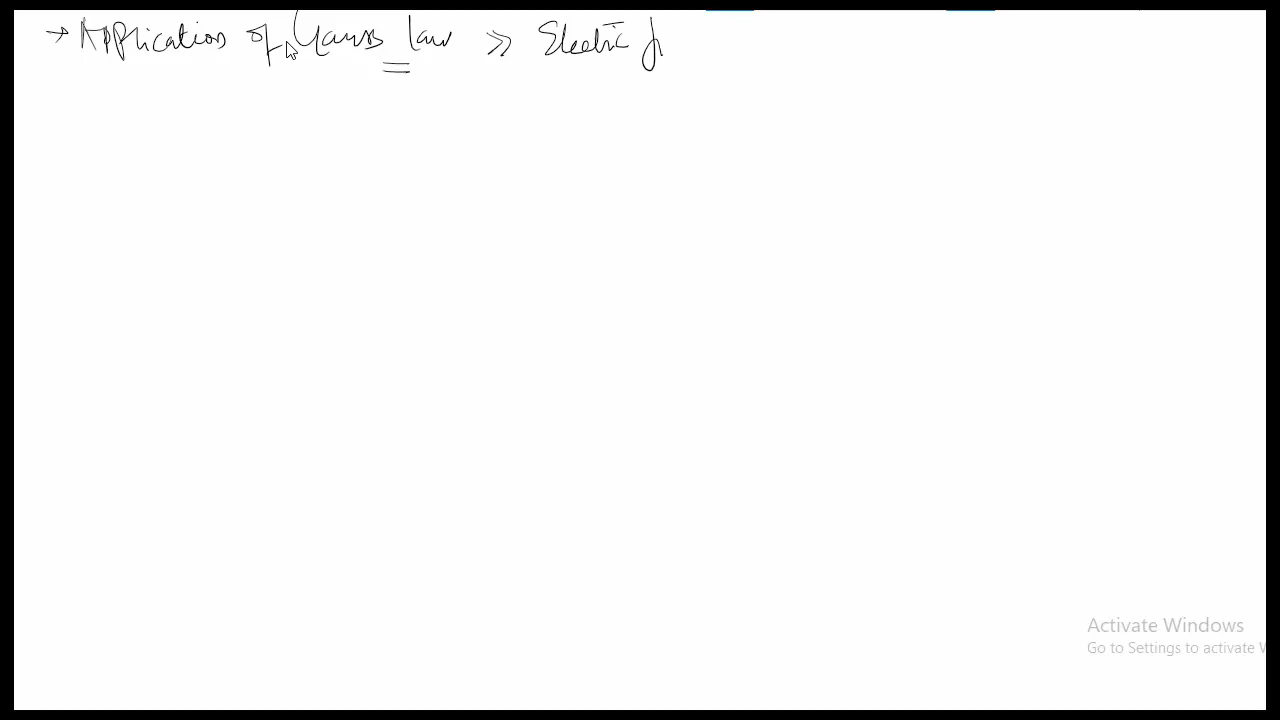 → Application of Gauss law >> Electric f
Activate Windows
Go to Settings to activate W